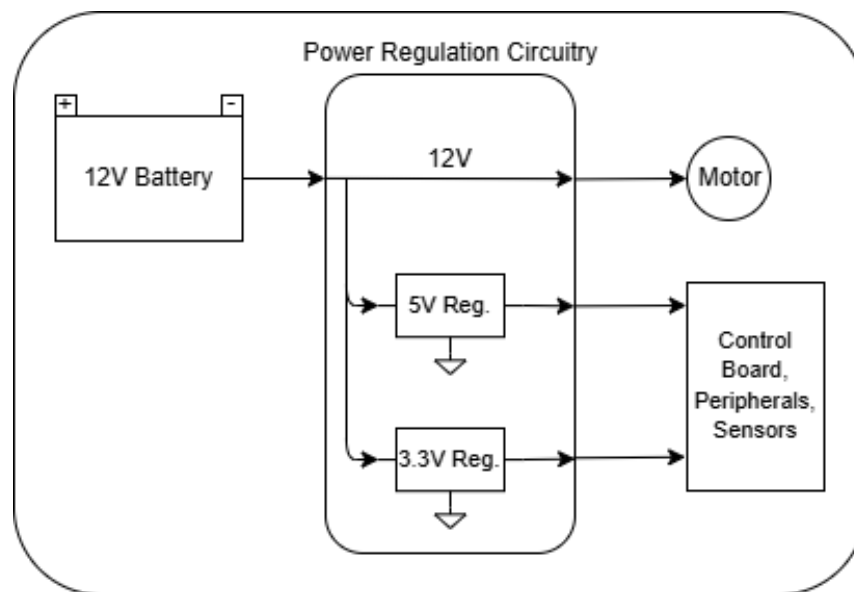 Power Regulation Circuitry
+ -
12V Battery
12V
Motor
5V Reg.
3.3V Reg.
Control
Board,
Peripherals,
Sensors